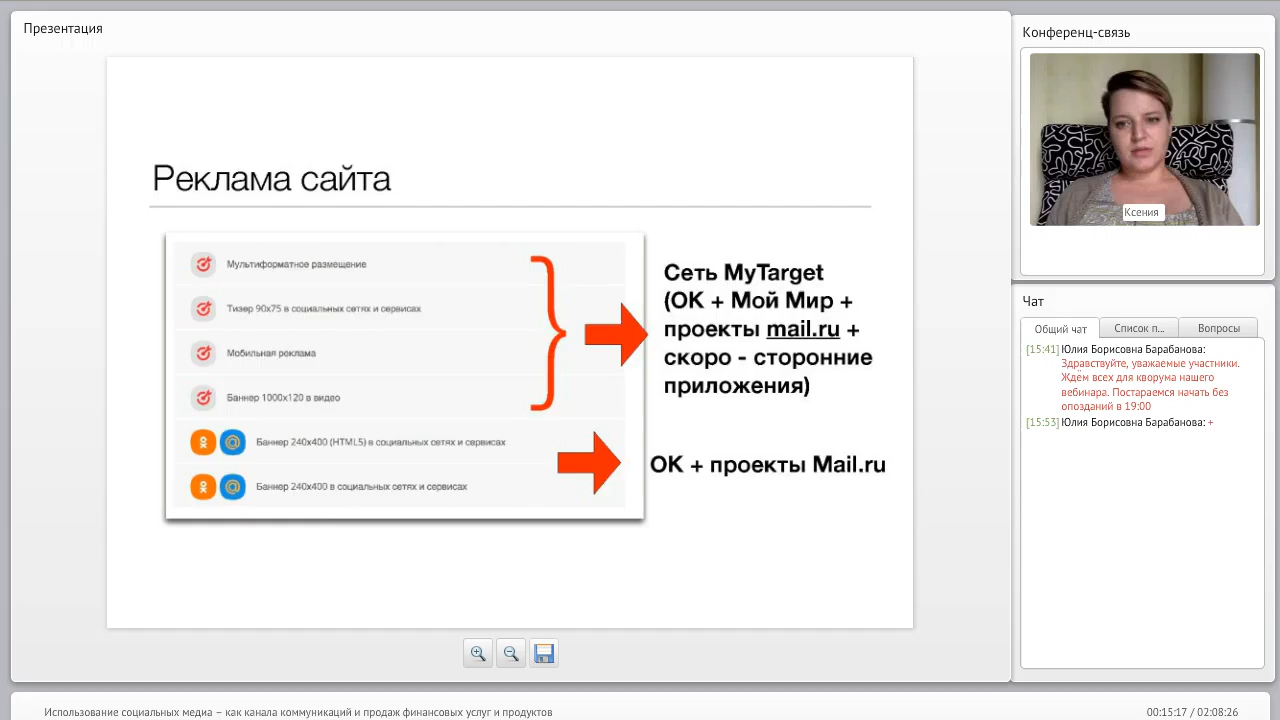 Презентация
Реклама сайта
Мультиформатное размещение
Тизер 90x75 в социальных сетях и сервисах
Мобильная реклама
Баннер 1000x120 в видео
Баннер 240x400 (HTML5) в социальных сетях и сервисах
Баннер 240x400 в социальных сетях и сервисах
Сеть MyTarget
(ОК + Мой Мир +
проекты mail.ru +
скоро - сторонние
приложения)
ОК + проекты Mail.ru
Конференц-связь
Ксения
Чат
Общий чат
Список п...
Вопросы
[15:41] Юлия Борисовна Барабанова:
Здравствуйте, уважаемые участники.
Ждём всех для кворума нашего
вебинара. Постараемся начать без
опозданий в 19:00
[15:53] Юлия Борисовна Барабанова: +
Использование социальных медиа – как канала коммуникаций и продаж финансовых услуг и продуктов
00:15:17 / 02:08:26